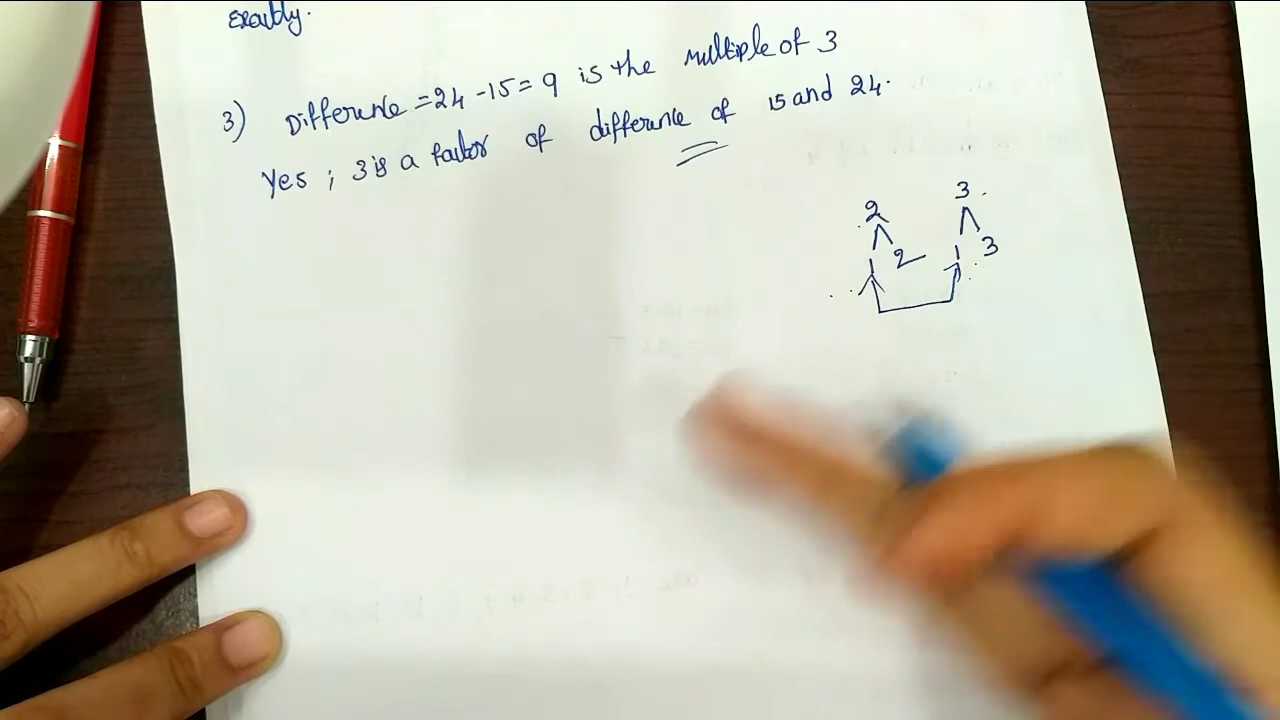 Exactly.
3) Difference = 24 - 15 = 9 is the multiple of 3
Yes ; 3 is a factor of difference of 15 and 24.
2 3
1 2 1 3